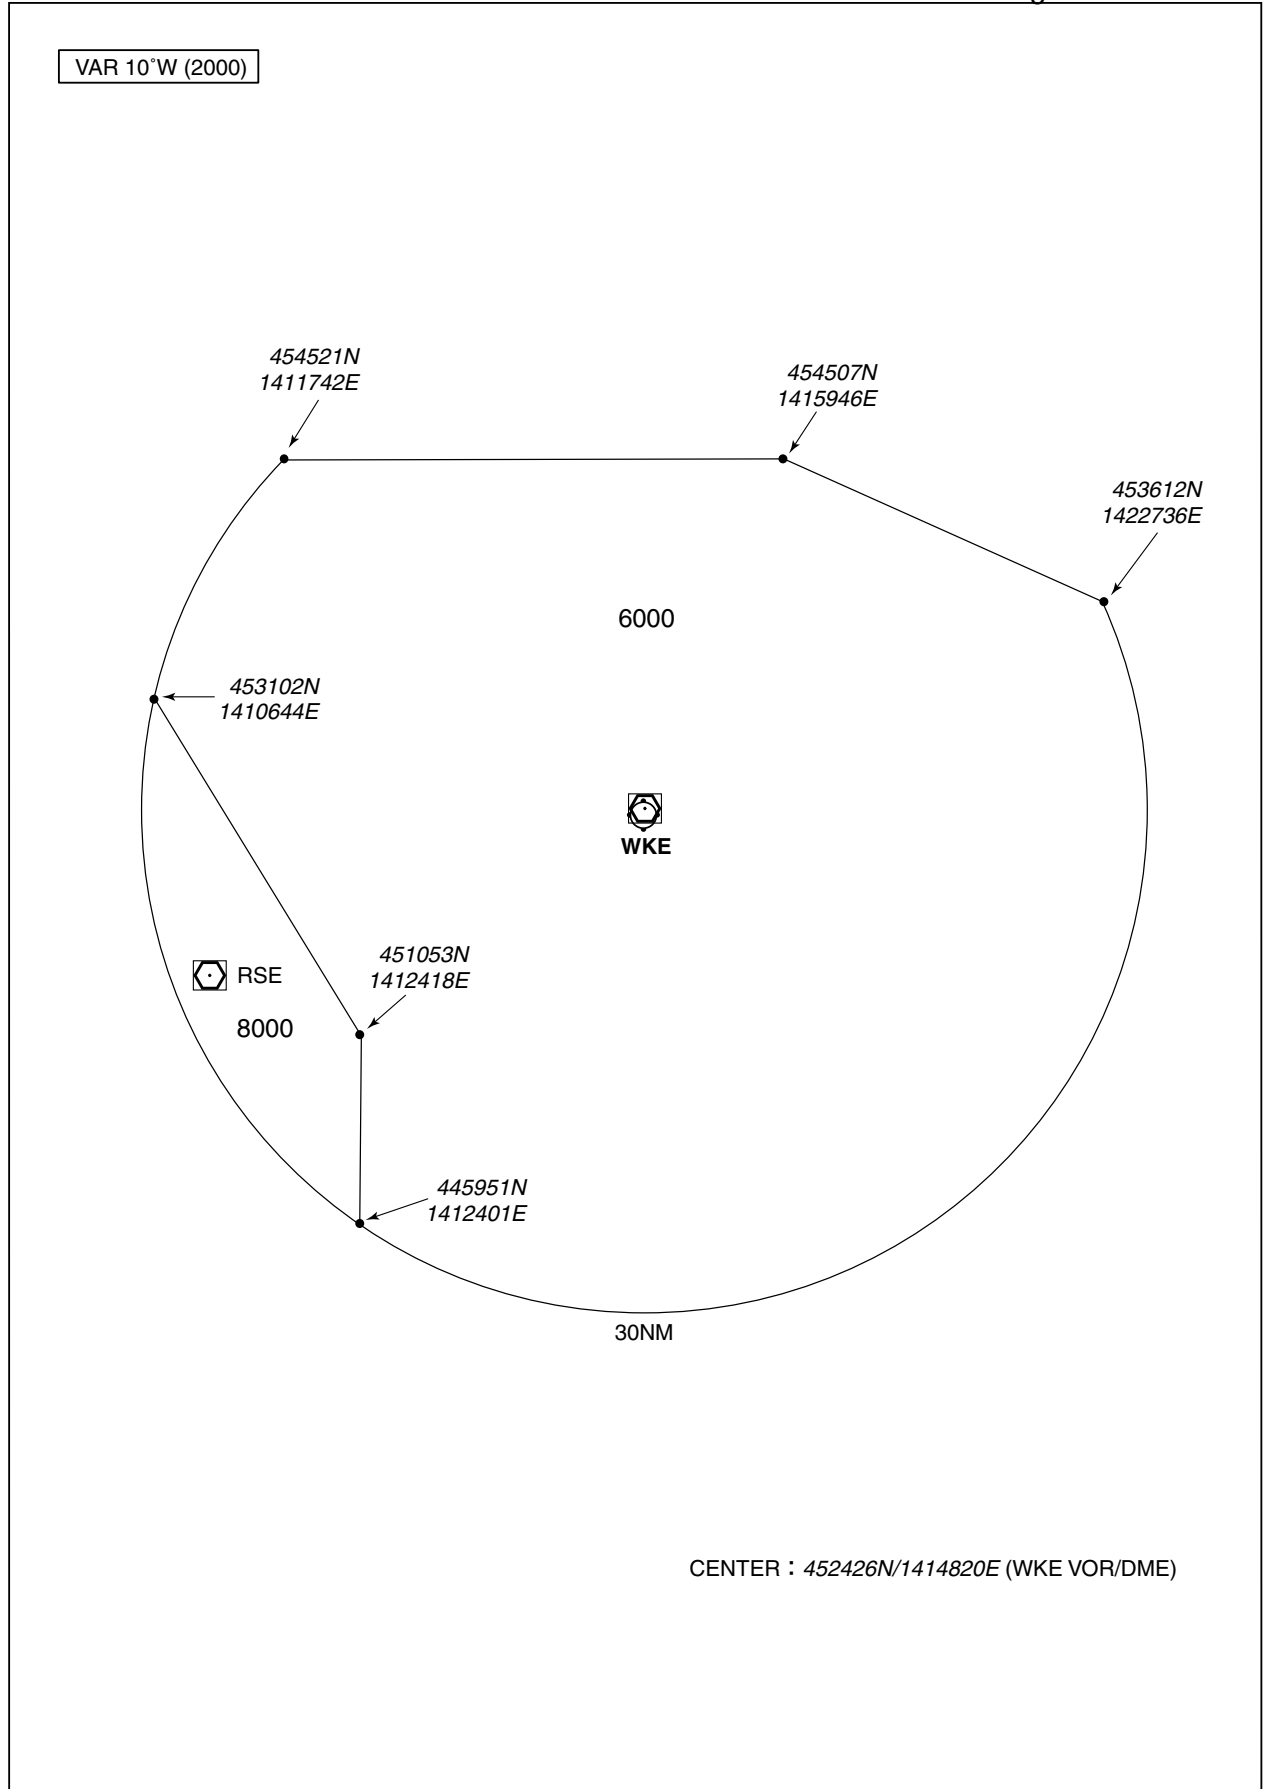 VAR 10˚W (2000)
454521N
1411742E
454507N
1415946E
453612N
1422736E
6000
453102N
1410644E
WKE
451053N
1412418E
RSE
8000
445951N
1412401E
30NM
CENTER : 452426N/1414820E (WKE VOR/DME)